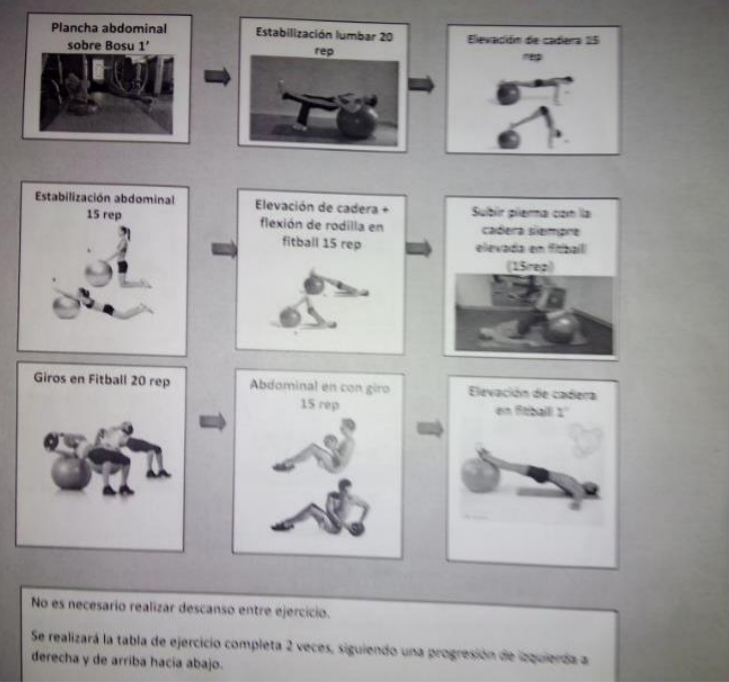 Plancha abdominal
sobre Bosu 1'
Estabilización lumbar 20
rep
Elevación de cadera 15
rep
Estabilización abdominal
15 rep
Elevación de cadera +
flexión de rodilla en
fitball 15 rep
Subir pierna con la
cadera siempre
elevada en fitball
(15rep)
Giros en Fitball 20 rep
Abdominal en con giro
15 rep
Elevación de cadera
en fitball 1'
No es necesario realizar descanso entre ejercicio.
Se realizará la tabla de ejercicio completa 2 veces, siguiendo una progresión de izquierda a
derecha y de arriba hacia abajo.